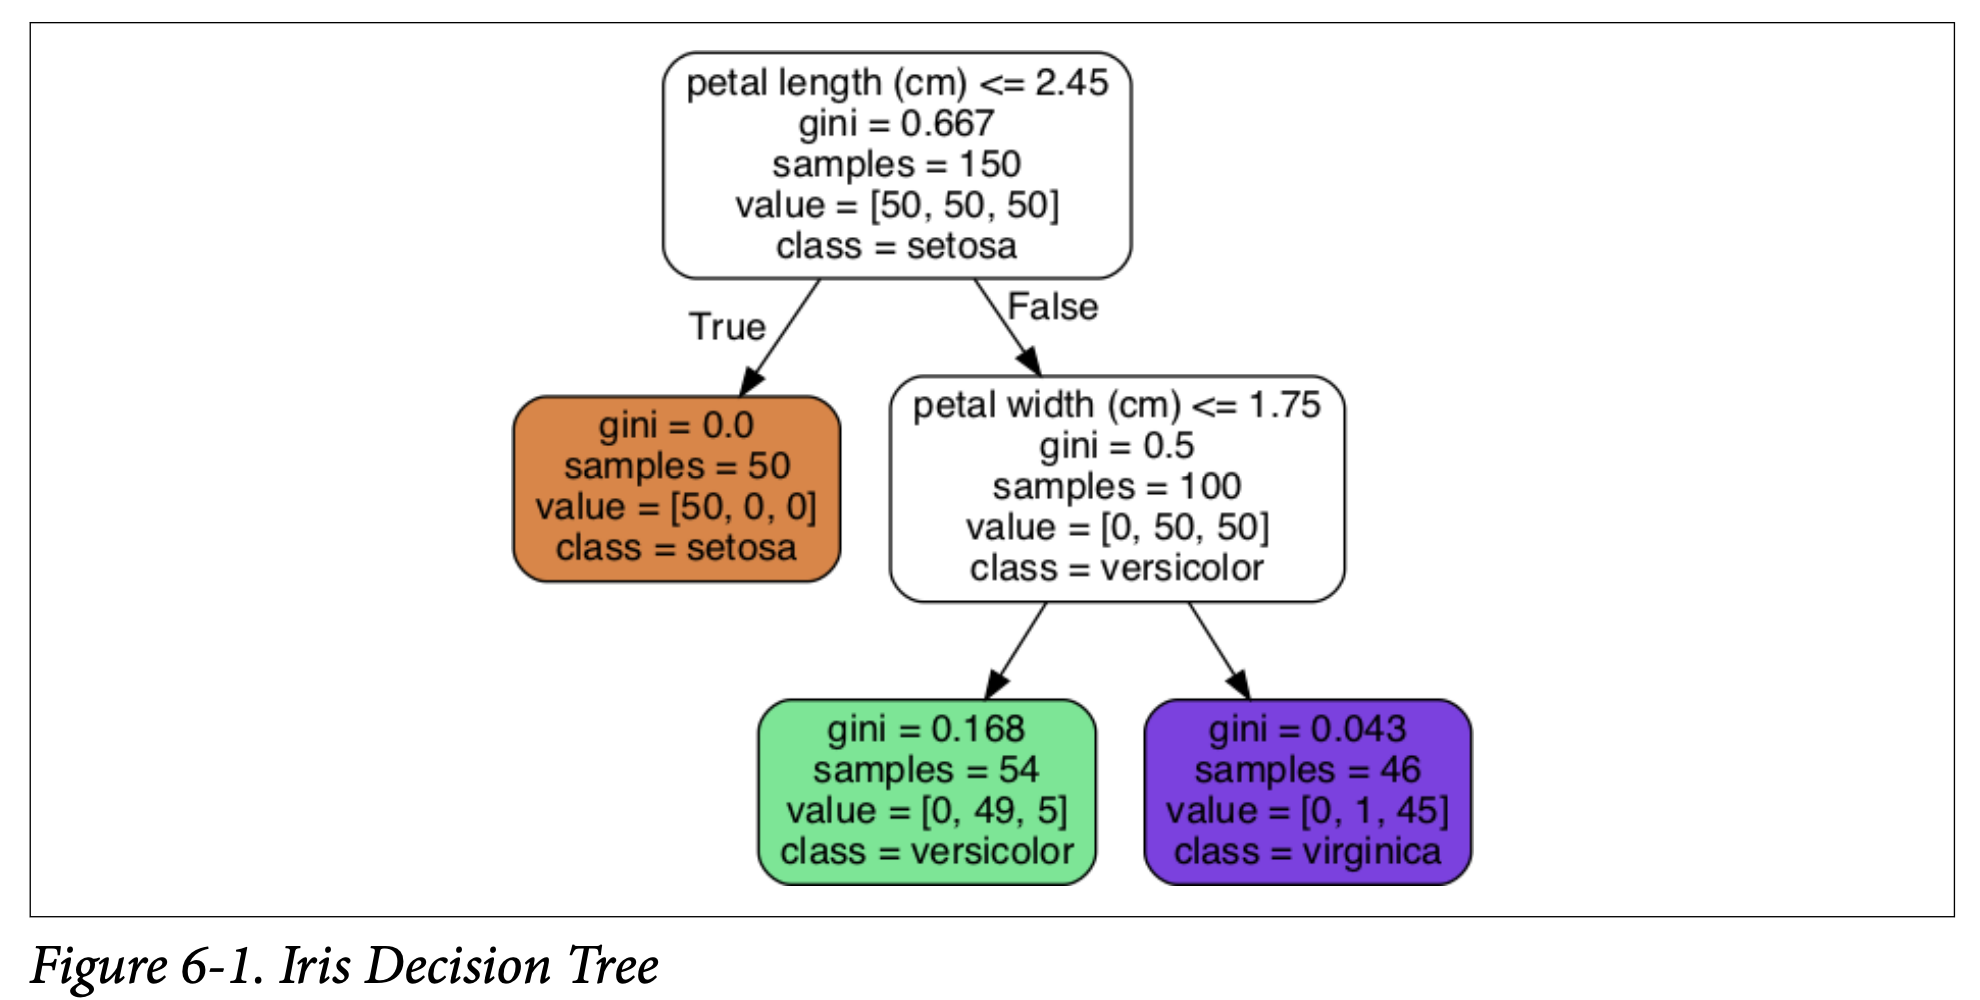 petal length (cm) <= 2.45
gini = 0.667
samples = 150
value = [50, 50, 50]
class = setosa
True
False
gini = 0.0
samples = 50
value = [50, 0, 0]
class = setosa
petal width (cm) <= 1.75
gini = 0.5
samples = 100
value = [0, 50, 50]
class = versicolor
gini = 0.168
samples = 54
value = [0, 49, 5]
class = versicolor
gini = 0.043
samples = 46
value = [0, 1, 45]
class = virginica
Figure 6-1. Iris Decision Tree